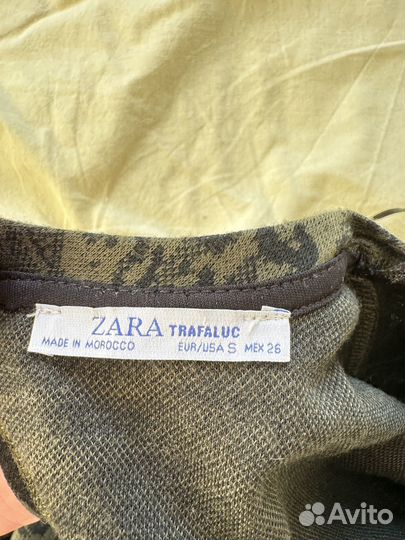 ZARA TRAFALUC
MADE IN MOROCCO EUR/USA S MEX 26
Avito